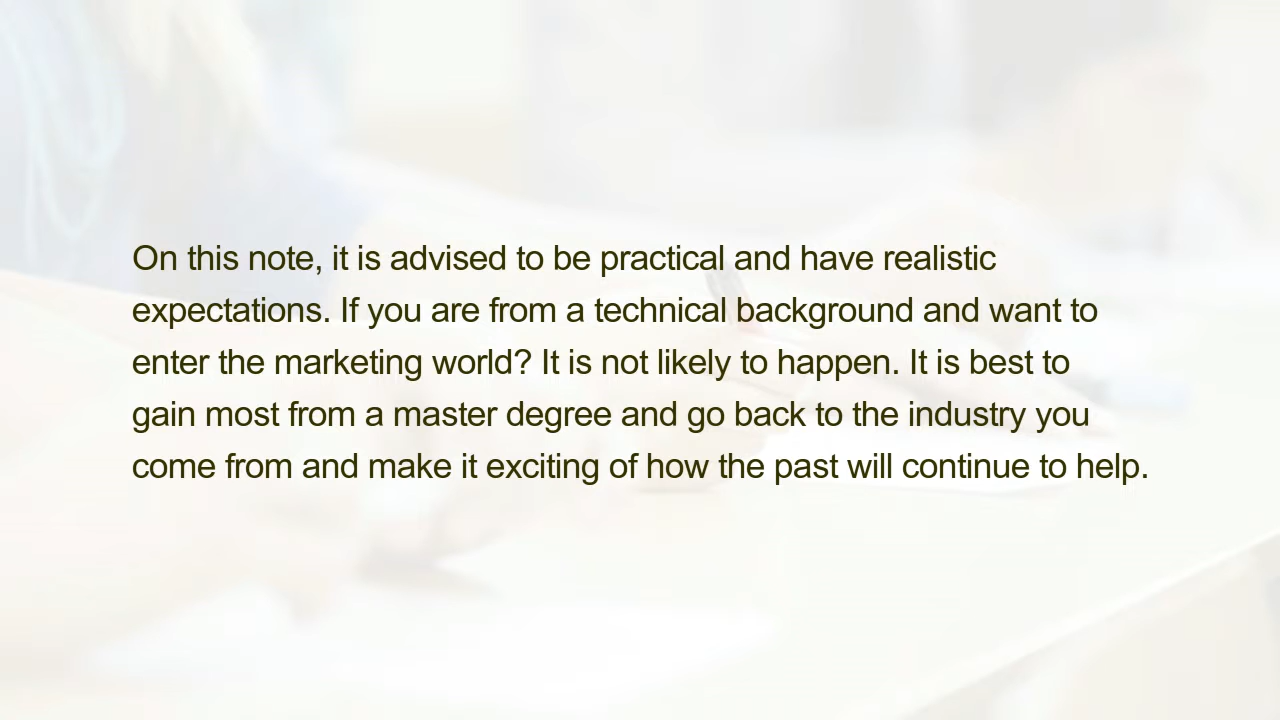 On this note, it is advised to be practical and have realistic
expectations. If you are from a technical background and want to
enter the marketing world? It is not likely to happen. It is best to
gain most from a master degree and go back to the industry you
come from and make it exciting of how the past will continue to help.